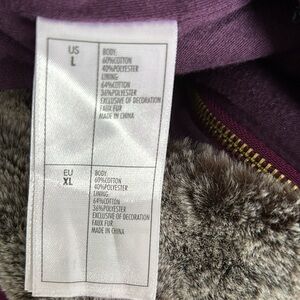 US
L
BODY:
60%COTTON
40%POLYESTER
LINING:
64%COTTON
36%POLYESTER
EXCLUSIVE OF DECORATION
FAUX FUR
MADE IN CHINA
EU
XL
BODY:
60%COTTON
40%POLYESTER
LINING:
64%COTTON
36%POLYESTER
EXCLUSIVE OF DECORATION
FAUX FUR
MADE IN CHINA